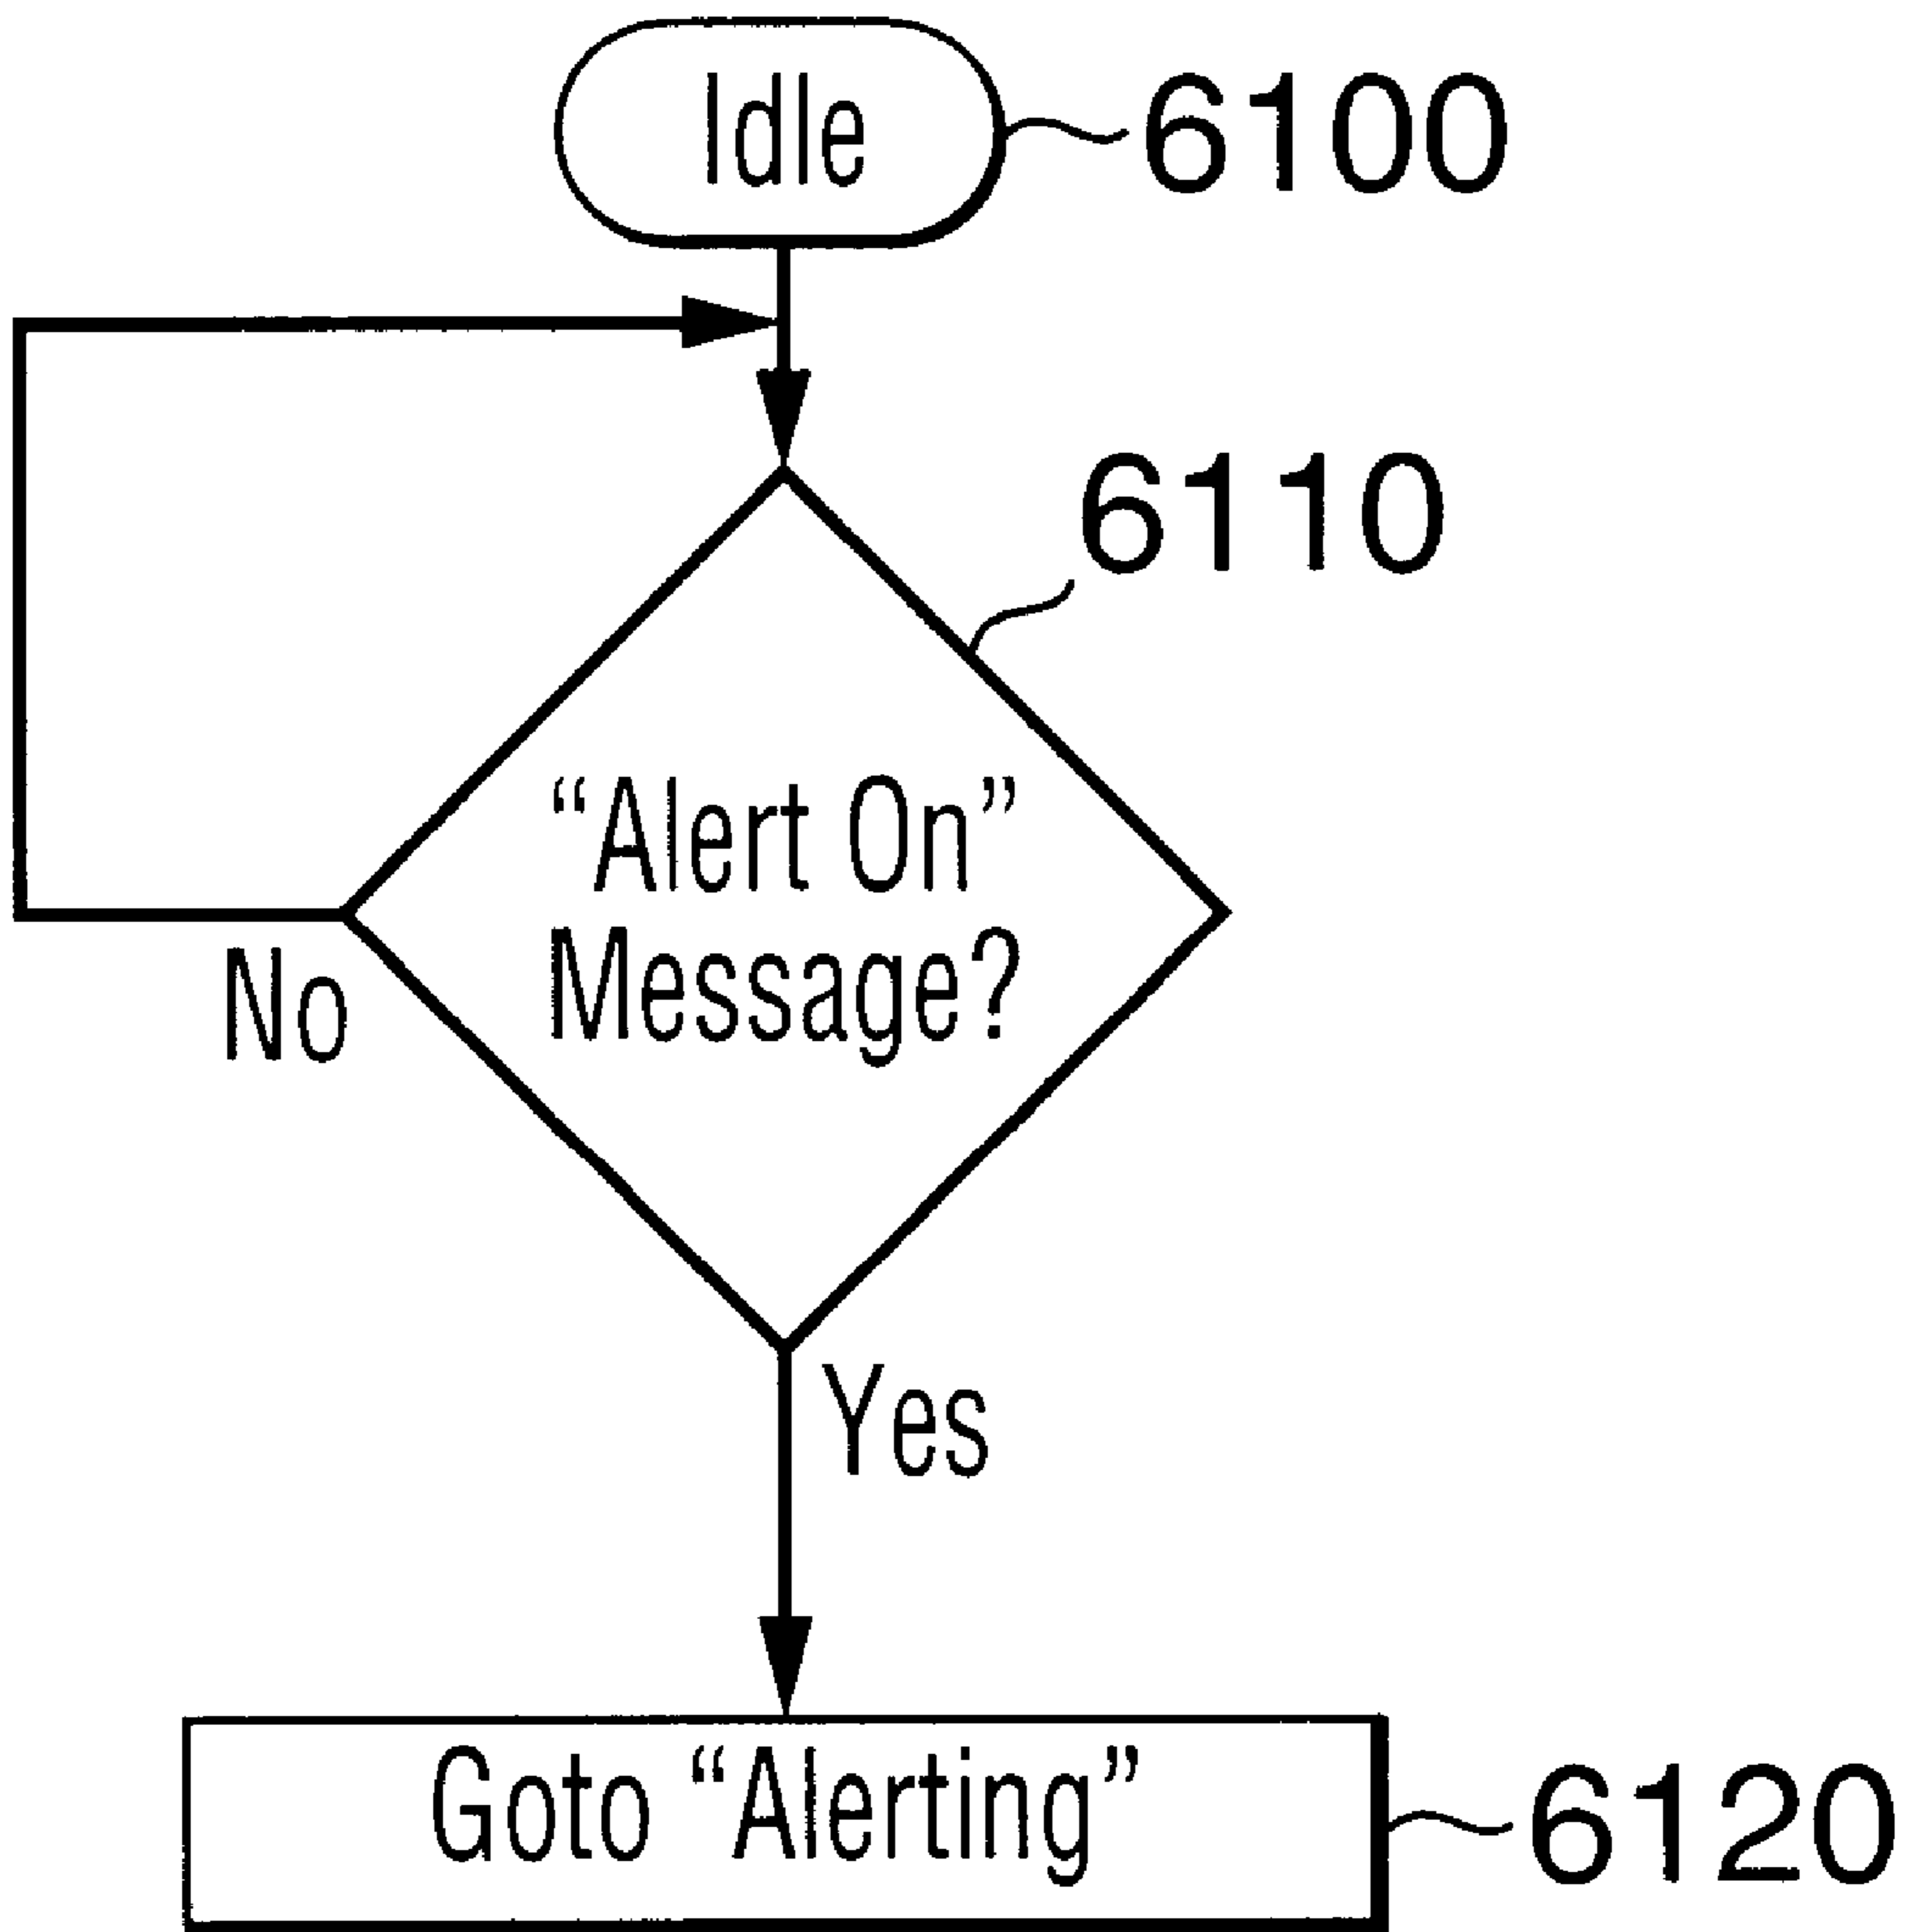 Idle
6100
6110
“Alert On”
Message?
No
Yes
Goto “Alerting”
6120